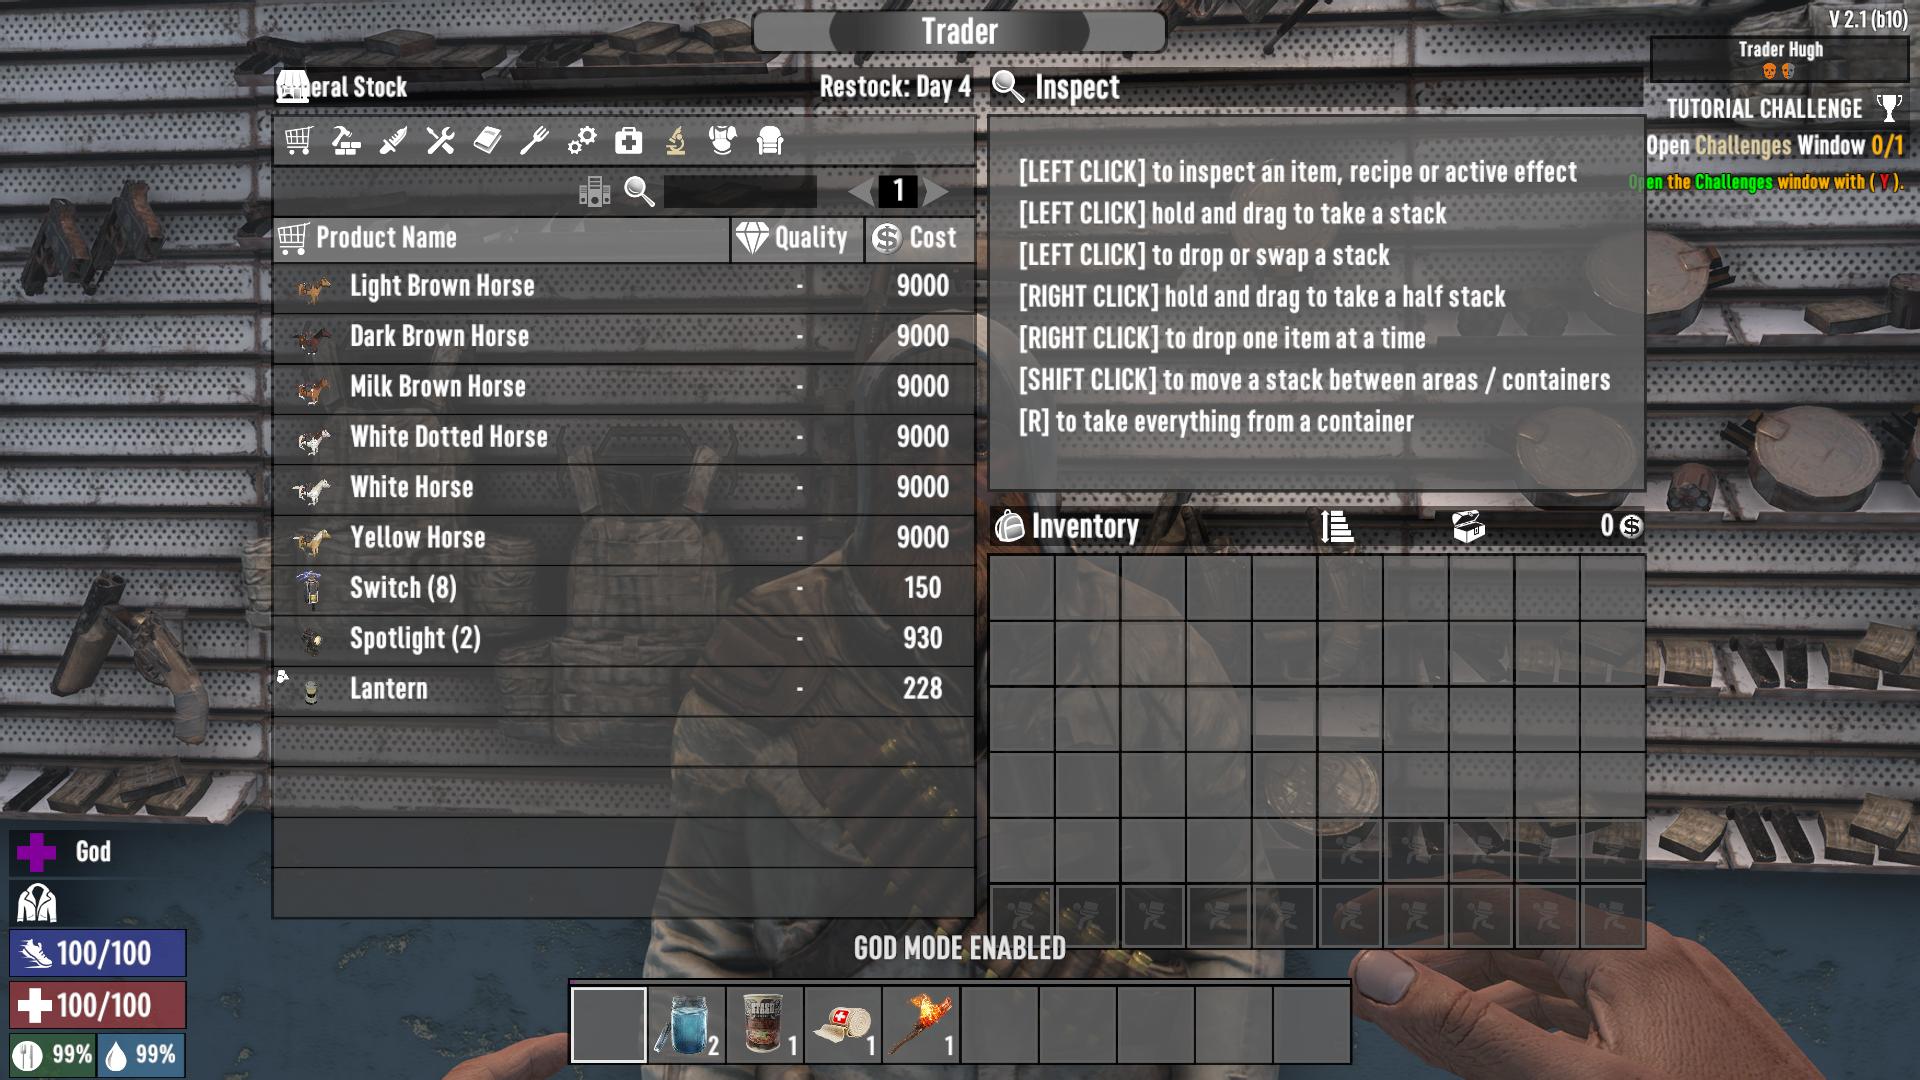 Trader
V 2.1 (b10)
Trader Hugh
TUTORIAL CHALLENGE
Open Challenges Window 0/1
Open the Challenges window with ( Y ).
neral Stock
Restock: Day 4
1
Product Name
Quality
Cost
Light Brown Horse - 9000
Dark Brown Horse - 9000
Milk Brown Horse - 9000
White Dotted Horse - 9000
White Horse - 9000
Yellow Horse - 9000
Switch (8) - 150
Spotlight (2) - 930
Lantern - 228
Inspect
[LEFT CLICK] to inspect an item, recipe or active effect
[LEFT CLICK] hold and drag to take a stack
[LEFT CLICK] to drop or swap a stack
[RIGHT CLICK] hold and drag to take a half stack
[RIGHT CLICK] to drop one item at a time
[SHIFT CLICK] to move a stack between areas / containers
[R] to take everything from a container
Inventory
0
God
100/100
100/100
99% 99%
GOD MODE ENABLED
2 1 1 1